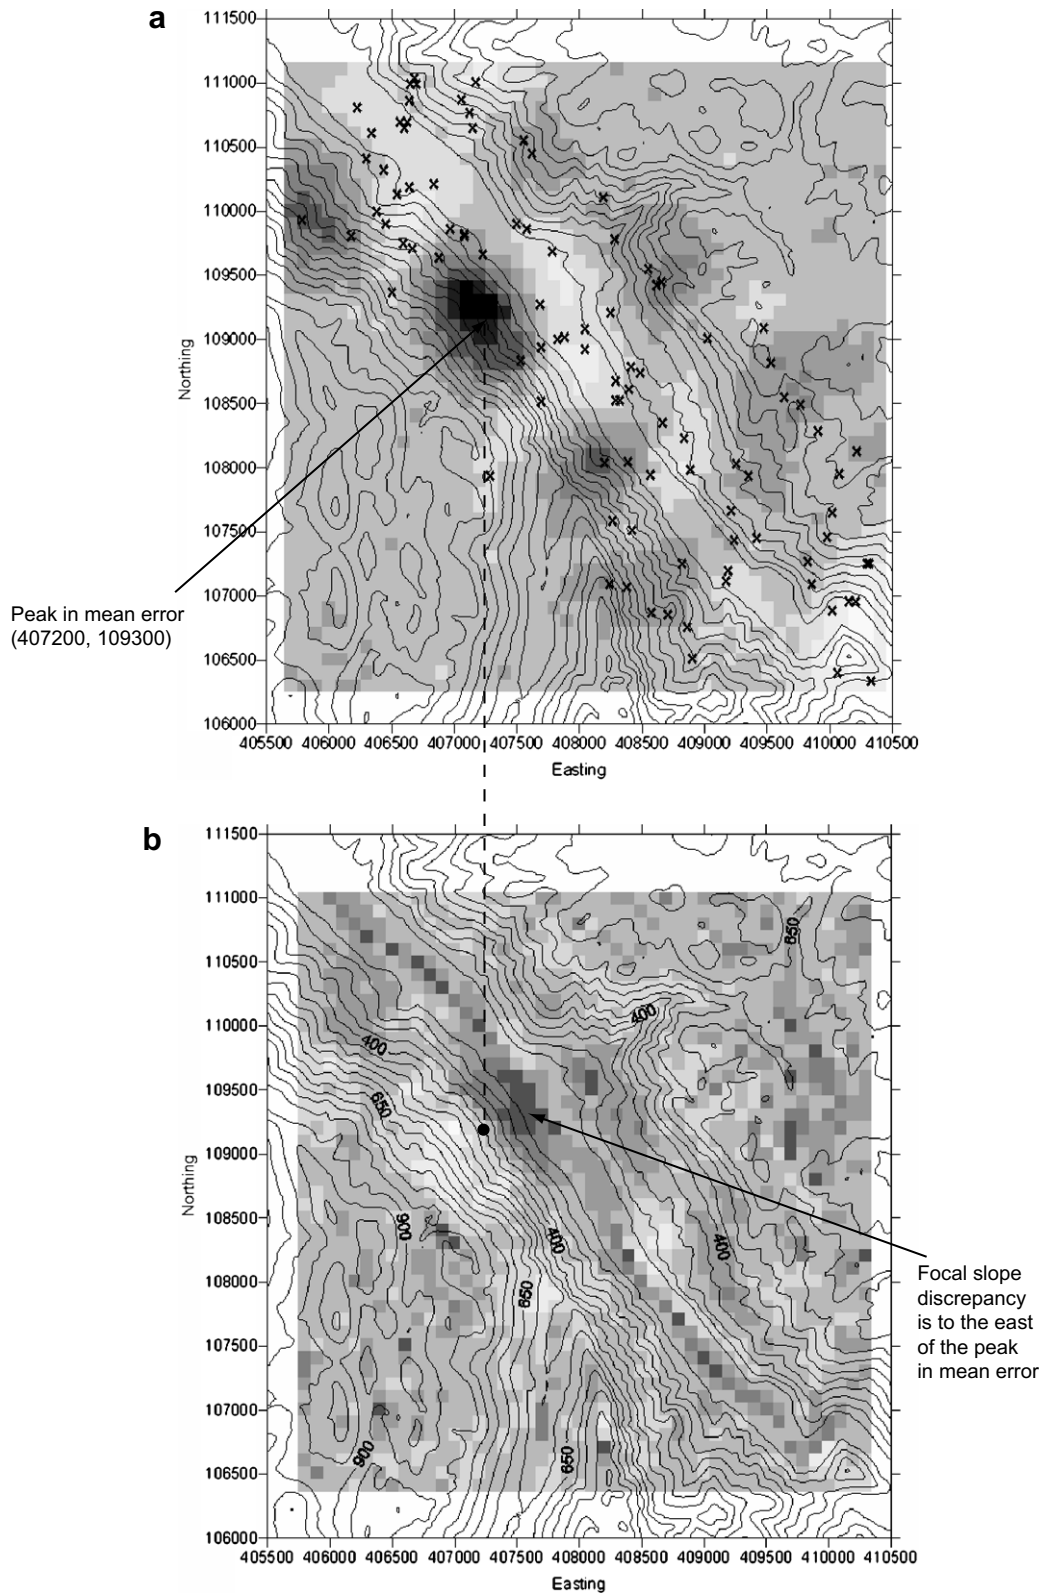 a
111500
111000
110500
110000
109500
109000
108500
108000
107500
107000
106500
106000
Northing
405500 406000 406500 407000 407500 408000 408500 409000 409500 410000 410500
Easting
Peak in mean error
(407200, 109300)
b
111500
111000
110500
110000
109500
109000
108500
108000
107500
107000
106500
106000
Northing
650
400
400
650
900
400
400
650
900
650
405500 406000 406500 407000 407500 408000 408500 409000 409500 410000 410500
Easting
Focal slope
discrepancy
is to the east
of the peak
in mean error